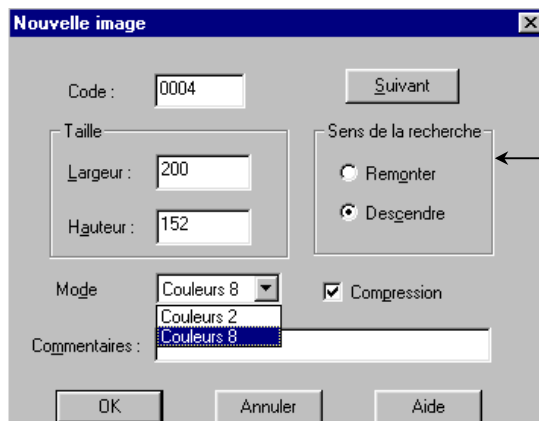 Nouvelle image
Code : 0004 Suivant
Taille Sens de la recherche
Largeur : 200 Remonter
Hauteur : 152 Descendre
Mode Couleurs 8 Compression
Couleurs 2
Couleurs 8
Commentaires :
OK Annuler Aide